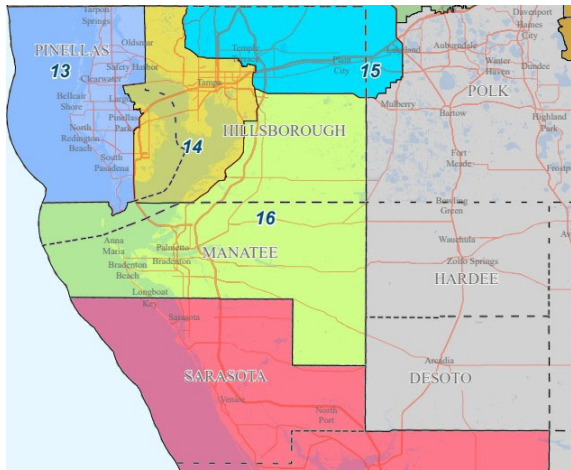 Tarpon
Springs
Oldsmar
PINELLAS
13
Safety Harbor
Clearwater
Belleair
Shore
Largo
Pinellas
Park
North
Redington
Beach
South
Pasadena
Temple
Terrace
Tampa
Plant
City
15
14
HILLSBOROUGH
Lakeland
Auburndale
Davenport
Haines
City
Winter
Haven
Dundee
POLK
Mulberry
Bartow
Highland
Park
Fort
Meade
Frostp
Bowling
Green
16
Anna
Maria
Palmetto
MANATEE
Bradenton
Bradenton
Beach
Longboat
Key
Sarasota
Wauchula
Zolfo Springs
HARDEE
SARASOTA
Venice
North
Port
Arcadia
DESOTO